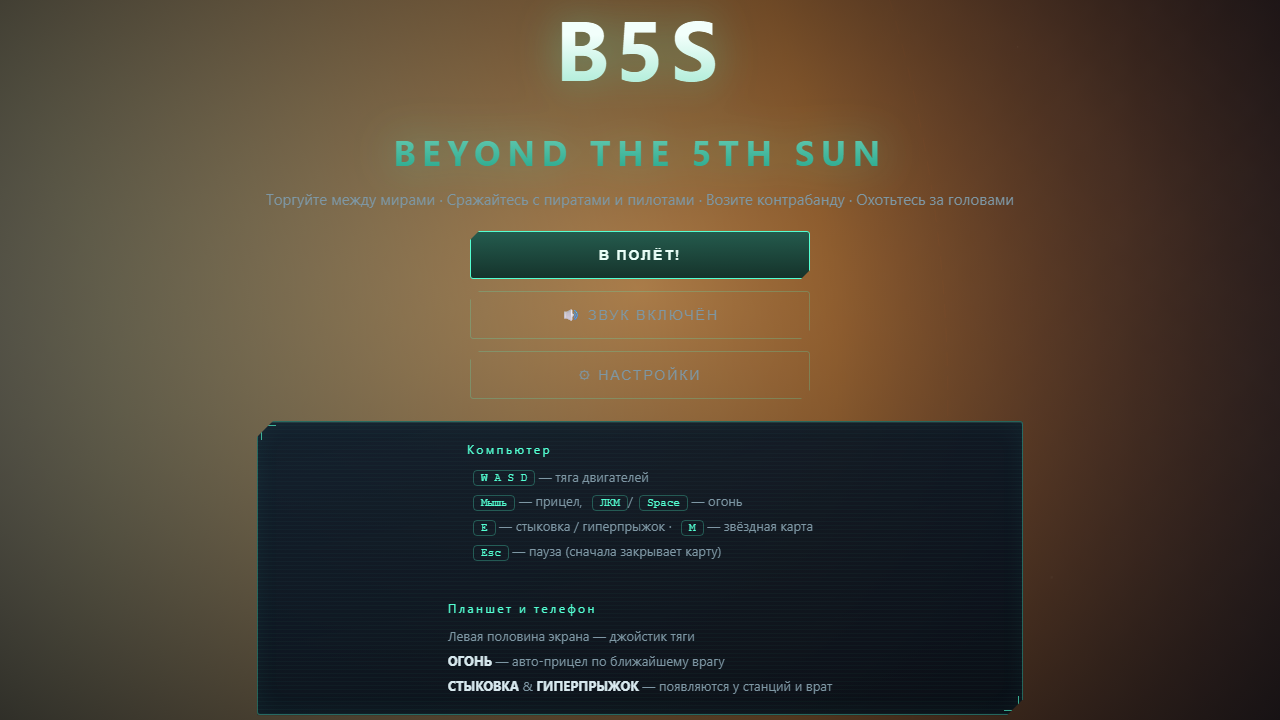 B5S
BEYOND THE 5TH SUN
Торгуйте между мирами · Сражайтесь с пиратами и пилотами · Возите контрабанду · Охотьтесь за головами
В ПОЛЁТ!
🔊 ЗВУК ВКЛЮЧЁН
⚙ НАСТРОЙКИ
Компьютер
W A S D — тяга двигателей
Мышь — прицел, ЛКМ / Space — огонь
E — стыковка / гиперпрыжок · M — звёздная карта
Esc — пауза (сначала закрывает карту)
Планшет и телефон
Левая половина экрана — джойстик тяги
ОГОНЬ — авто-прицел по ближайшему врагу
СТЫКОВКА & ГИПЕРПРЫЖОК — появляются у станций и врат